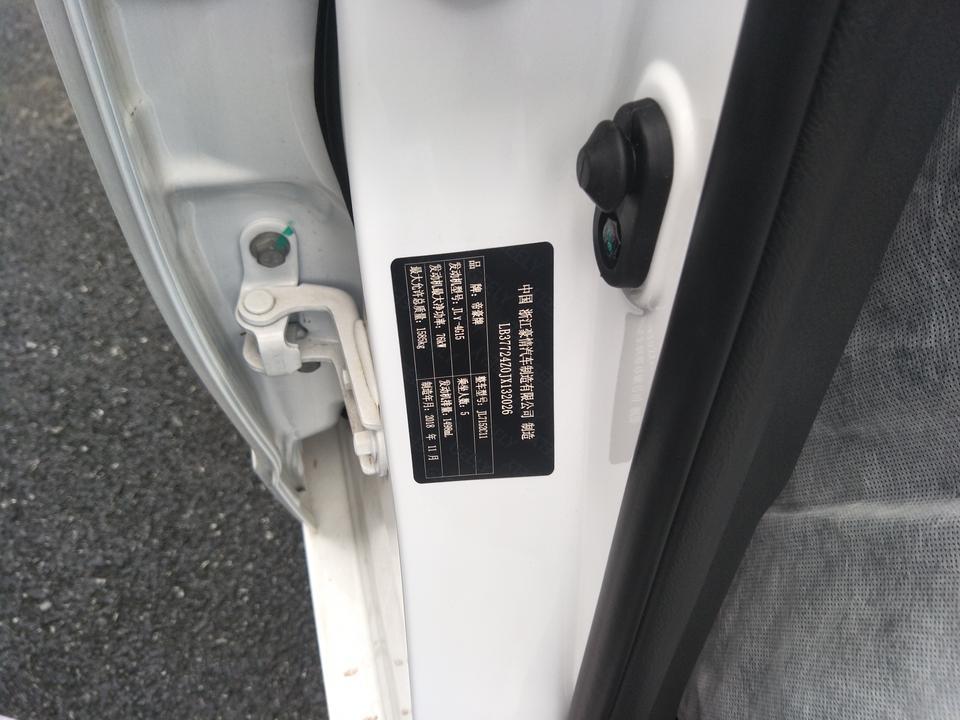 中国 浙江豪情汽车制造有限公司 制造
LB37724Z0JX132026
品 牌：帝豪牌 整车型号：JL7152C11
发动机型号：JLγ-4G15 乘坐人数：5
发动机最大净功率：76kW 发动机排量：1498mL
最大允许总质量：1585kg 制造年月：2018 年 11 月